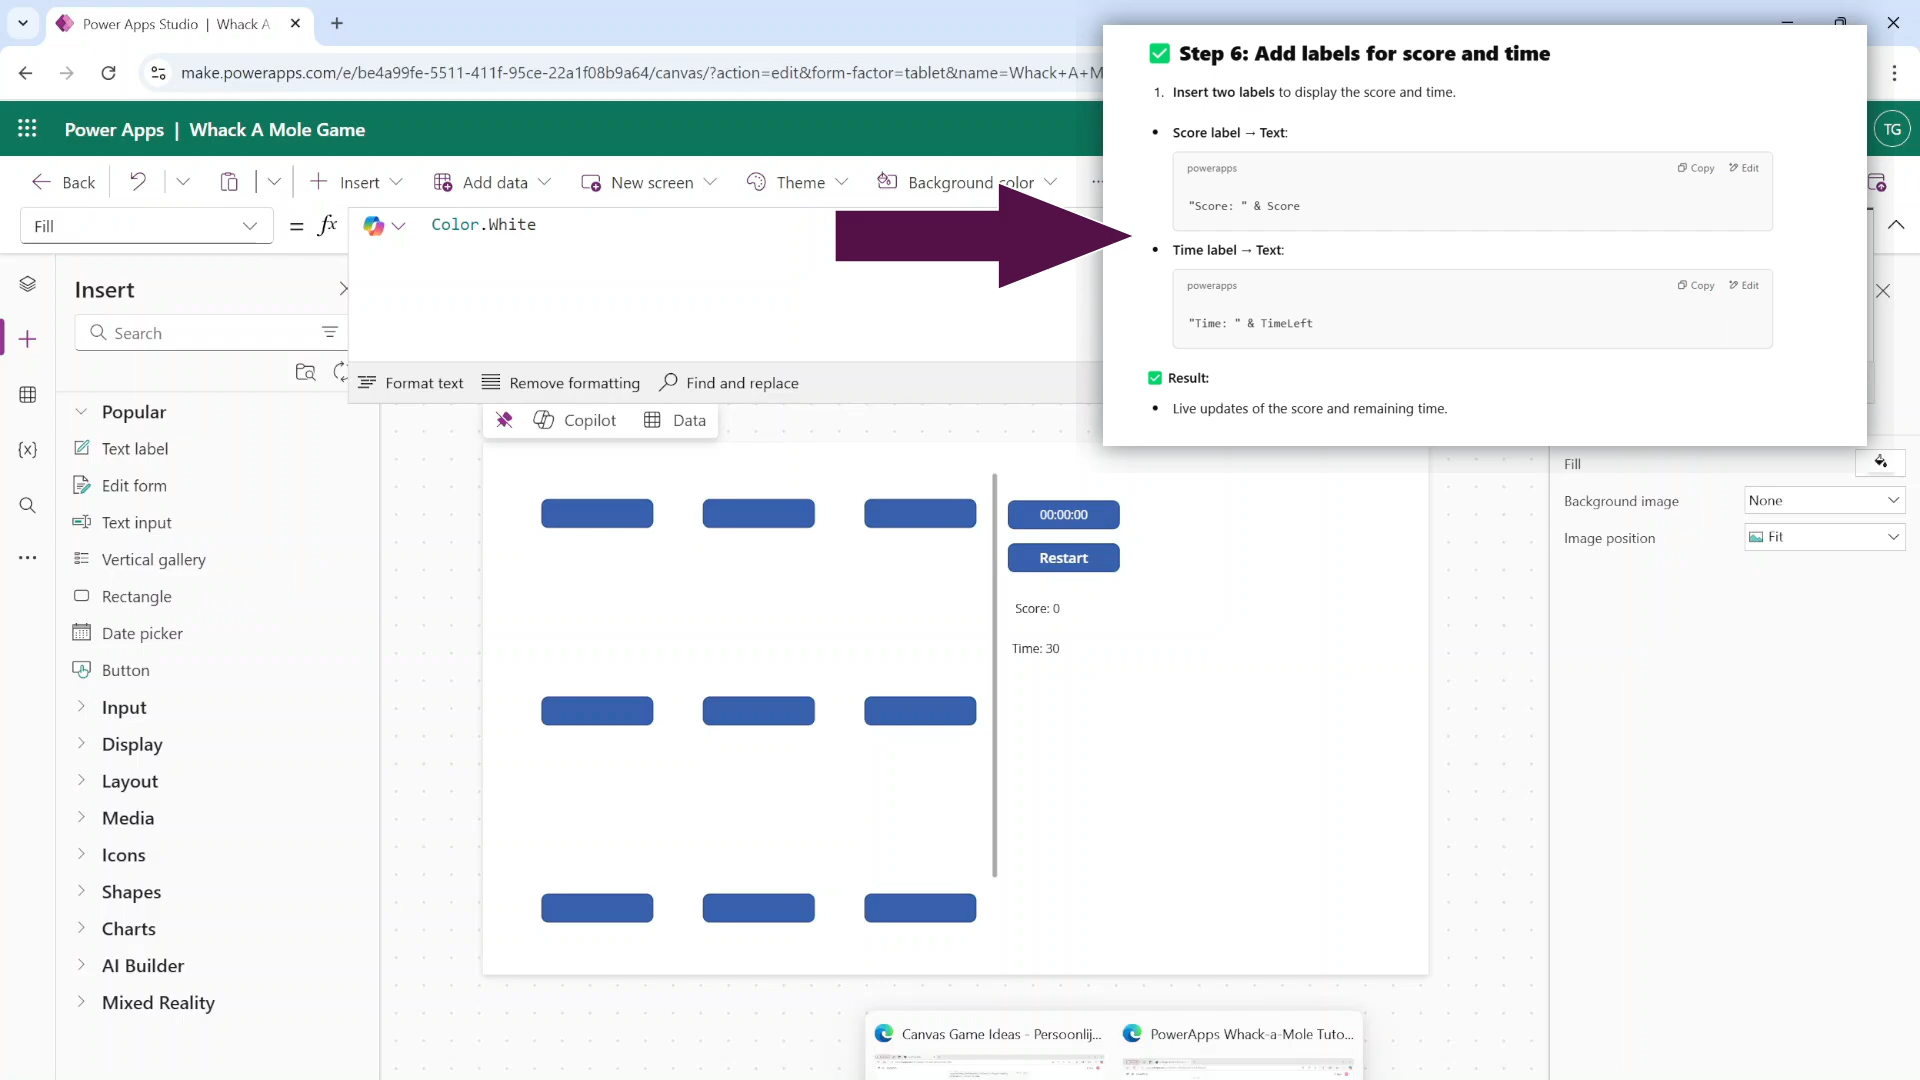 Power Apps Studio | Whack A
make.powerapps.com/e/be4a99fe-5511-411f-95ce-22a1f08b9a64/canvas/?action=edit&form-factor=tablet&name=Whack+A+M
Power Apps | Whack A Mole Game
TG
Back
Insert
Add data
New screen
Theme
Background color
Fill
=
fx
Color.White
Format text
Remove formatting
Find and replace
Insert
Search
Popular
Text label
Edit form
Text input
Vertical gallery
Rectangle
Date picker
Button
Input
Display
Layout
Media
Icons
Shapes
Charts
AI Builder
Mixed Reality
Copilot
Data
00:00:00
Restart
Score: 0
Time: 30
Step 6: Add labels for score and time
1. Insert two labels to display the score and time.
• Score label → Text:
powerapps
Copy
Edit
"Score: " & Score
• Time label → Text:
powerapps
Copy
Edit
"Time: " & TimeLeft
Result:
• Live updates of the score and remaining time.
Fill
Background image
None
Image position
Fit
Canvas Game Ideas - Persoonlij...
PowerApps Whack-a-Mole Tuto...